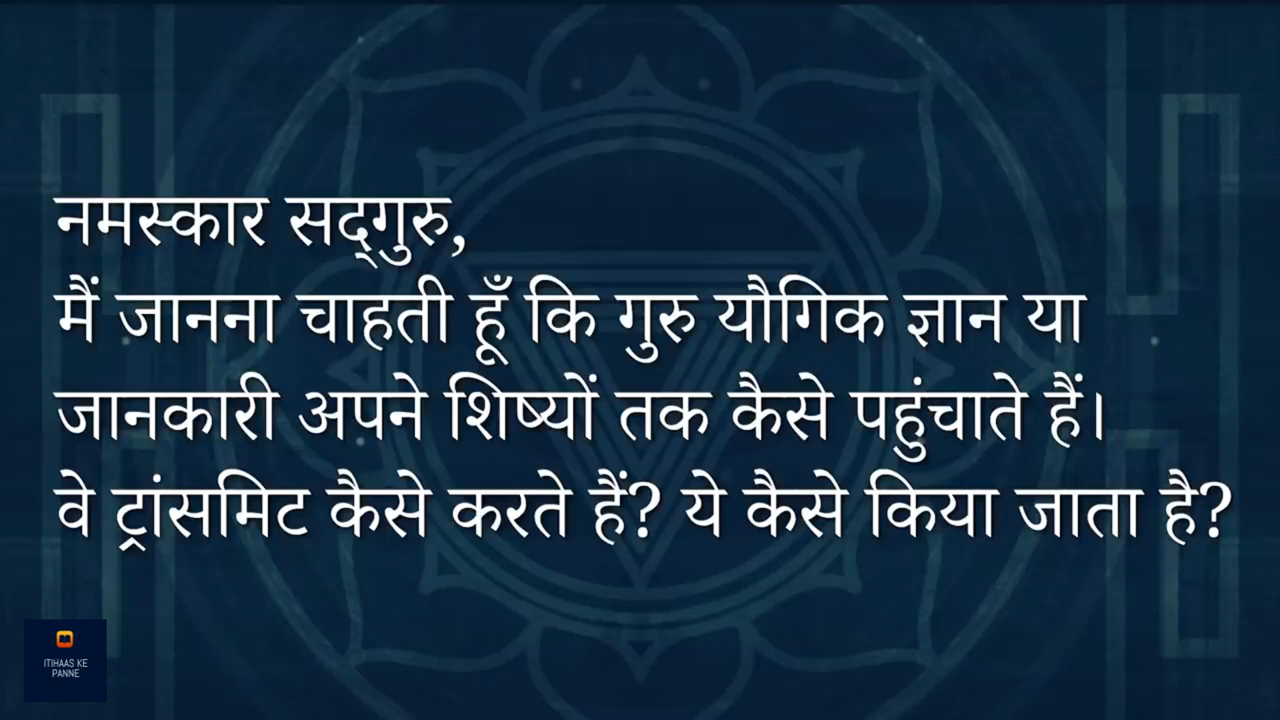 नमस्कार सद्‌गुरु,
मैं जानना चाहती हूँ कि गुरु यौगिक ज्ञान या
जानकारी अपने शिष्यों तक कैसे पहुंचाते हैं।
वे ट्रांसमिट कैसे करते हैं? ये कैसे किया जाता है?
ITIHAAS KE
PANNE